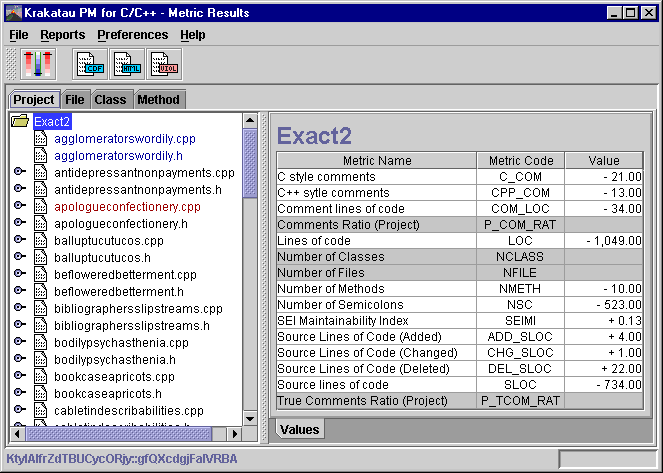 Krakatau PM for C/C++ - Metric Results
File Reports Preferences Help
CDF HTML VIOL
Project File Class Method
Exact2
agglomeratorswordily.cpp
agglomeratorswordily.h
antidepressantnonpayments.cpp
antidepressantnonpayments.h
apologueconfectionery.cpp
apologueconfectionery.h
balluptucutucos.cpp
balluptucutucos.h
befloweredbetterment.cpp
befloweredbetterment.h
bibliographersslipstreams.cpp
bibliographersslipstreams.h
bodilypsychasthenia.cpp
bodilypsychasthenia.h
bookcaseapricots.cpp
bookcaseapricots.h
cabletindescribabilities.cpp
cabletindescribabilities.h
Exact2
Metric Name Metric Code Value
C style comments C_COM - 21.00
C++ sytle comments CPP_COM - 13.00
Comment lines of code COM_LOC - 34.00
Comments Ratio (Project) P_COM_RAT
Lines of code LOC - 1,049.00
Number of Classes NCLASS
Number of Files NFILE
Number of Methods NMETH - 10.00
Number of Semicolons NSC - 523.00
SEI Maintainability Index SEIMI + 0.13
Source Lines of Code (Added) ADD_SLOC + 4.00
Source Lines of Code (Changed) CHG_SLOC + 1.00
Source Lines of Code (Deleted) DEL_SLOC + 22.00
Source lines of code SLOC - 734.00
True Comments Ratio (Project) P_TCOM_RAT
Values